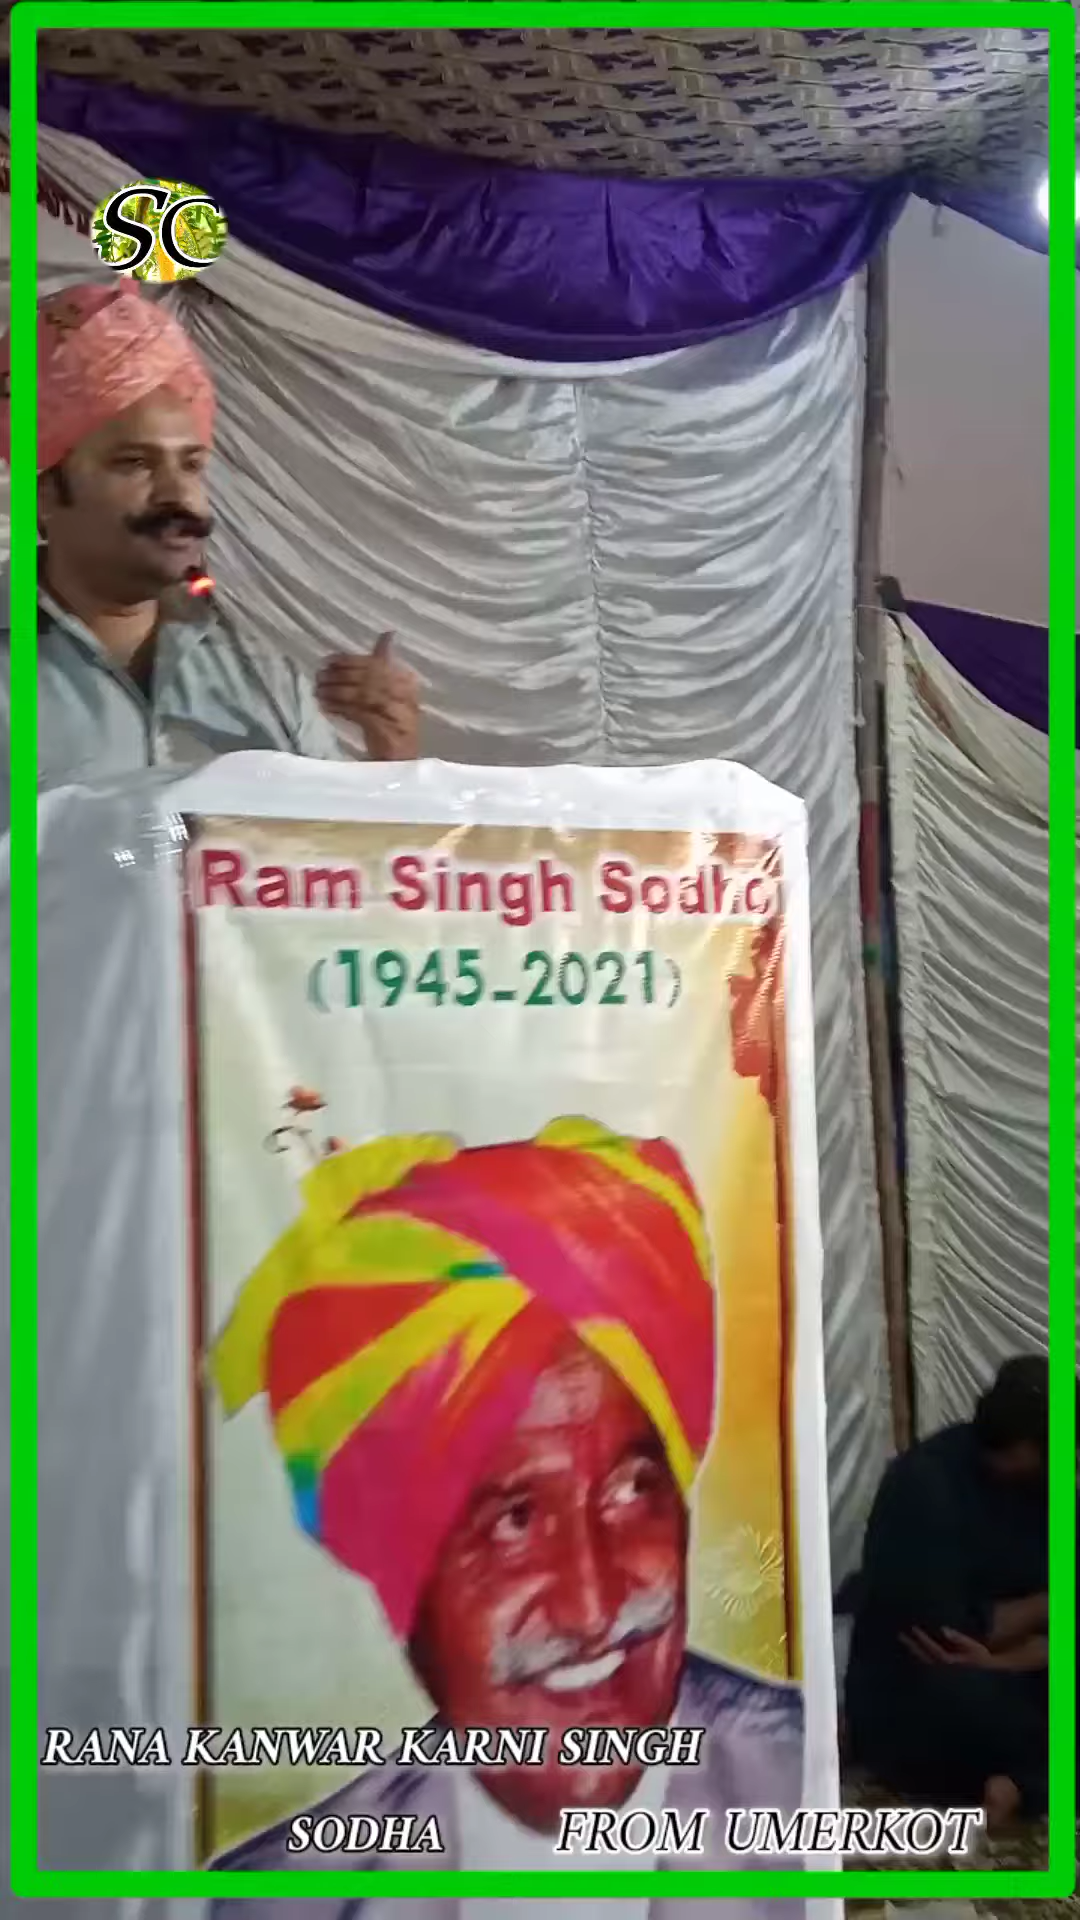 SC
Ram Singh Sodha
(1945-2021)
RANA KANWAR KARNI SINGH
SODHA FROM UMERKOT